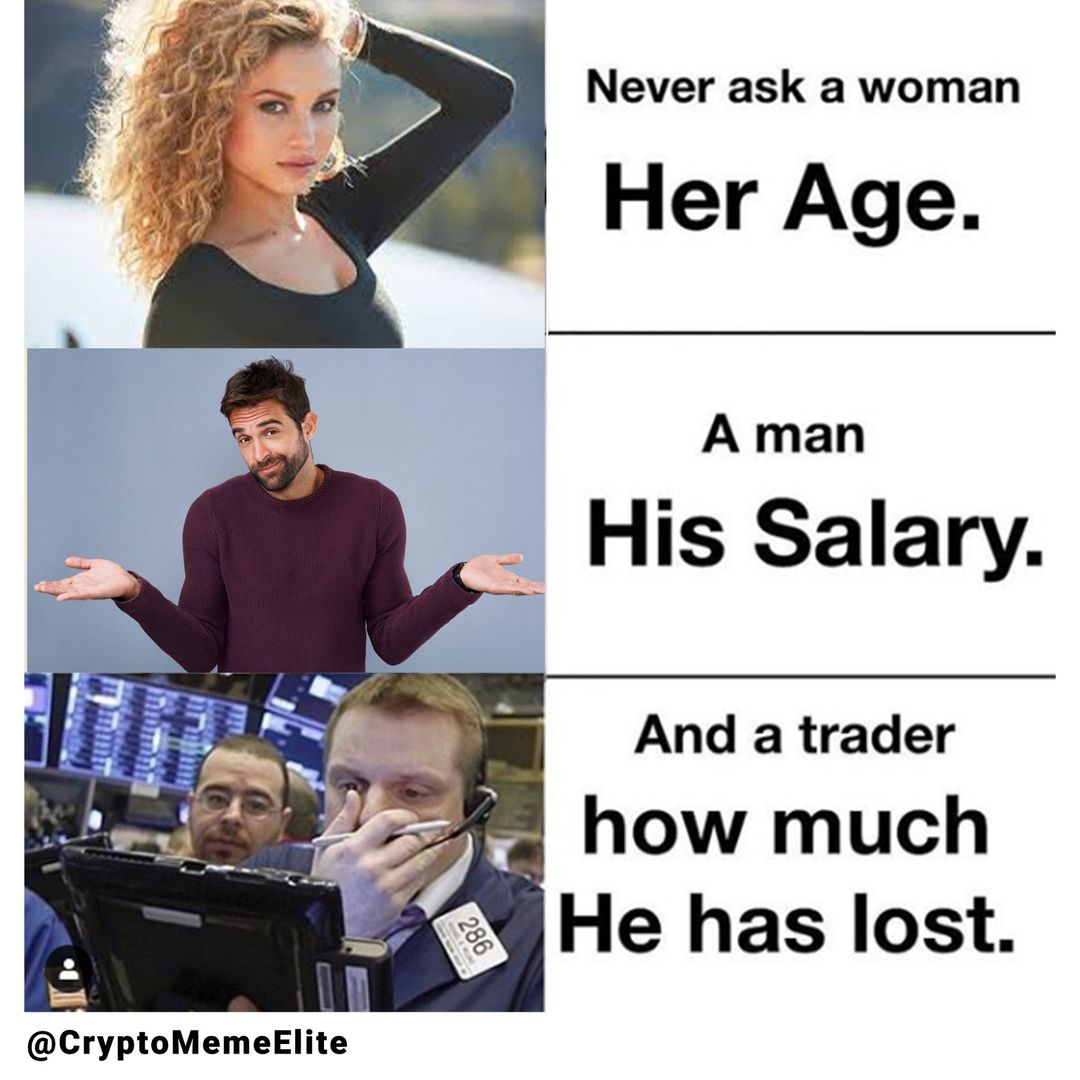 Never ask a woman
Her Age.
A man
His Salary.
And a trader
how much
He has lost.
286
@CryptoMemeElite